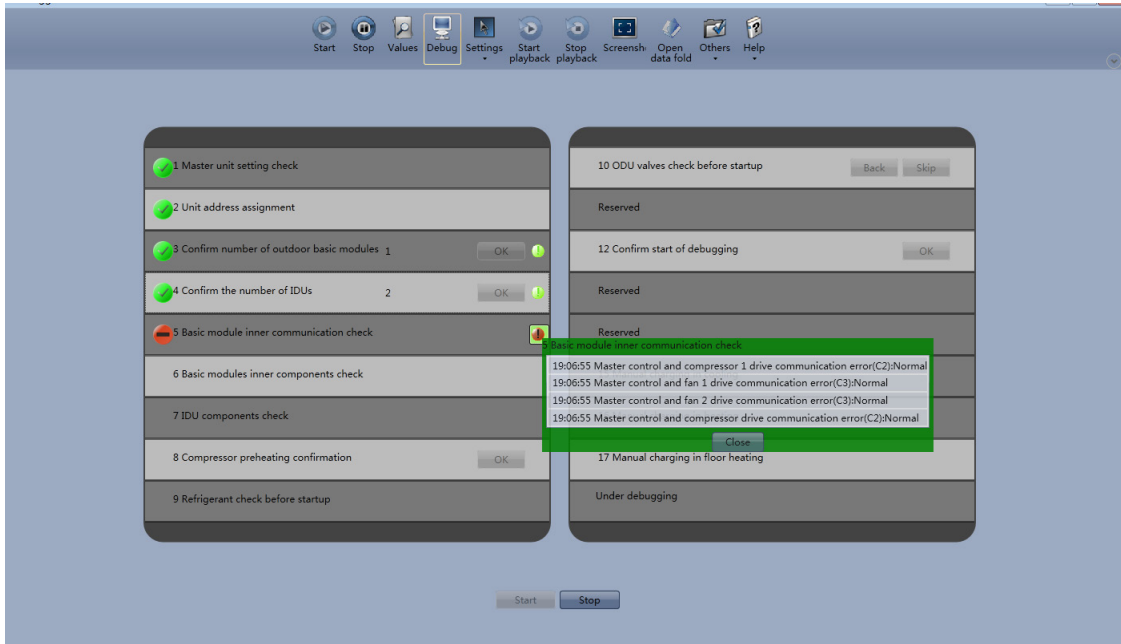 Start
Stop
Values
Debug
Settings
Start playback
Stop playback
Screensh
Open data fold
Others
Help
1 Master unit setting check
2 Unit address assignment
3 Confirm number of outdoor basic modules 1 OK
4 Confirm the number of IDUs 2 OK
5 Basic module inner communication check
6 Basic modules inner components check
7 IDU components check
8 Compressor preheating confirmation OK
9 Refrigerant check before startup
10 ODU valves check before startup Back Skip
Reserved
12 Confirm start of debugging OK
Reserved
Reserved
5 Basic module inner communication check
19:06:55 Master control and compressor 1 drive communication error(C2):Normal
19:06:55 Master control and fan 1 drive communication error(C3):Normal
19:06:55 Master control and fan 2 drive communication error(C3):Normal
19:06:55 Master control and compressor drive communication error(C2):Normal
Close
17 Manual charging in floor heating
Under debugging
Start Stop